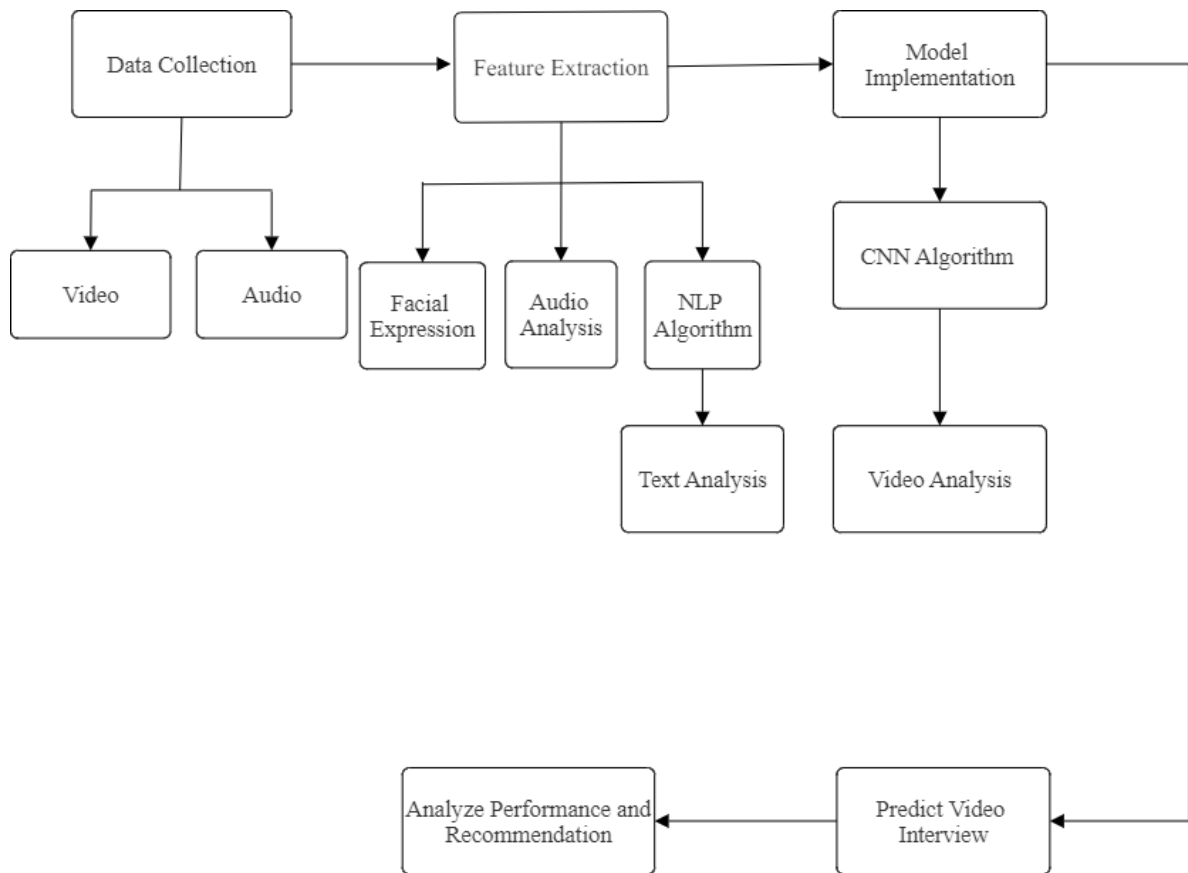 Data Collection
Feature Extraction
Model
Implementation
Video
Audio
Facial
Expression
Audio
Analysis
NLP
Algorithm
CNN Algorithm
Text Analysis
Video Analysis
Analyze Performance and
Recommendation
Predict Video
Interview